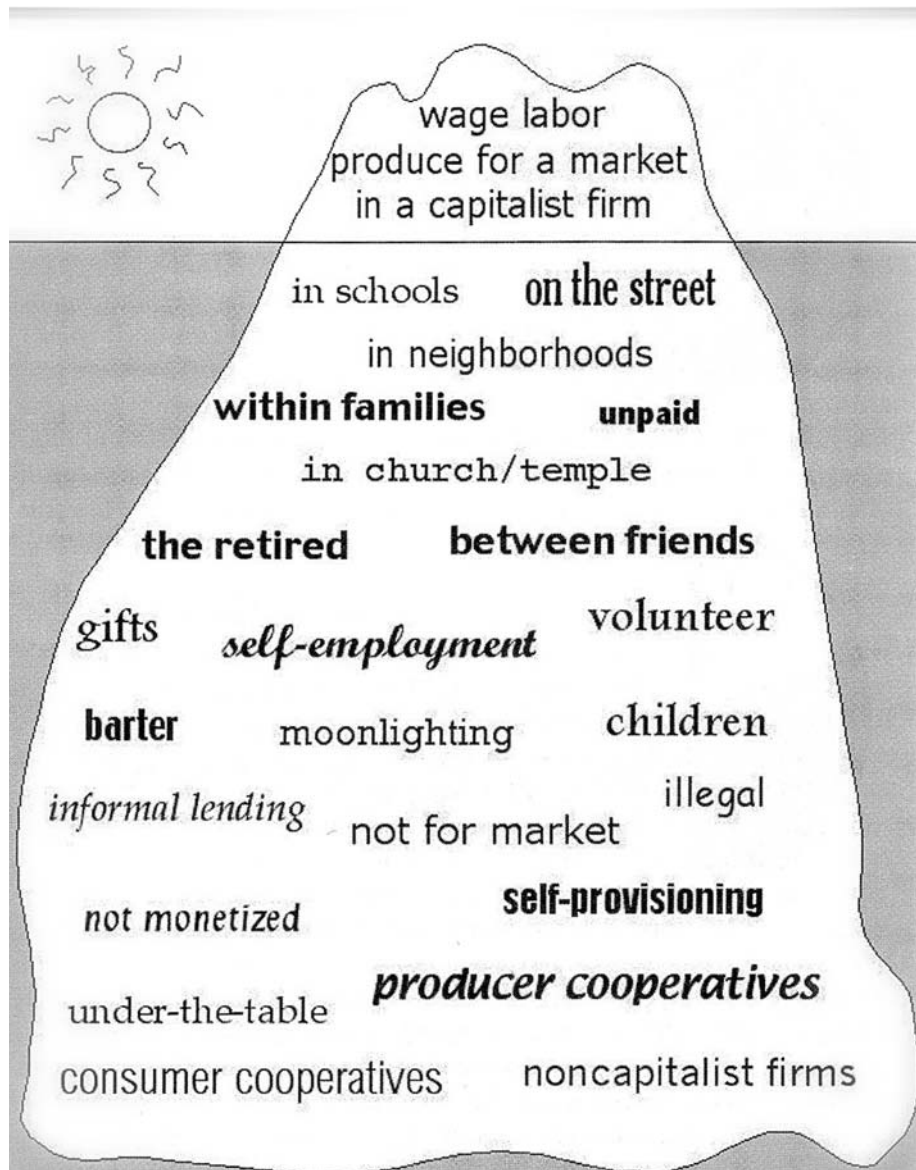 wage labor
produce for a market
in a capitalist firm
in schools on the street
in neighborhoods
within families unpaid
in church/temple
the retired between friends
gifts self-employment volunteer
barter moonlighting children
informal lending not for market illegal
not monetized self-provisioning
under-the-table producer cooperatives
consumer cooperatives noncapitalist firms